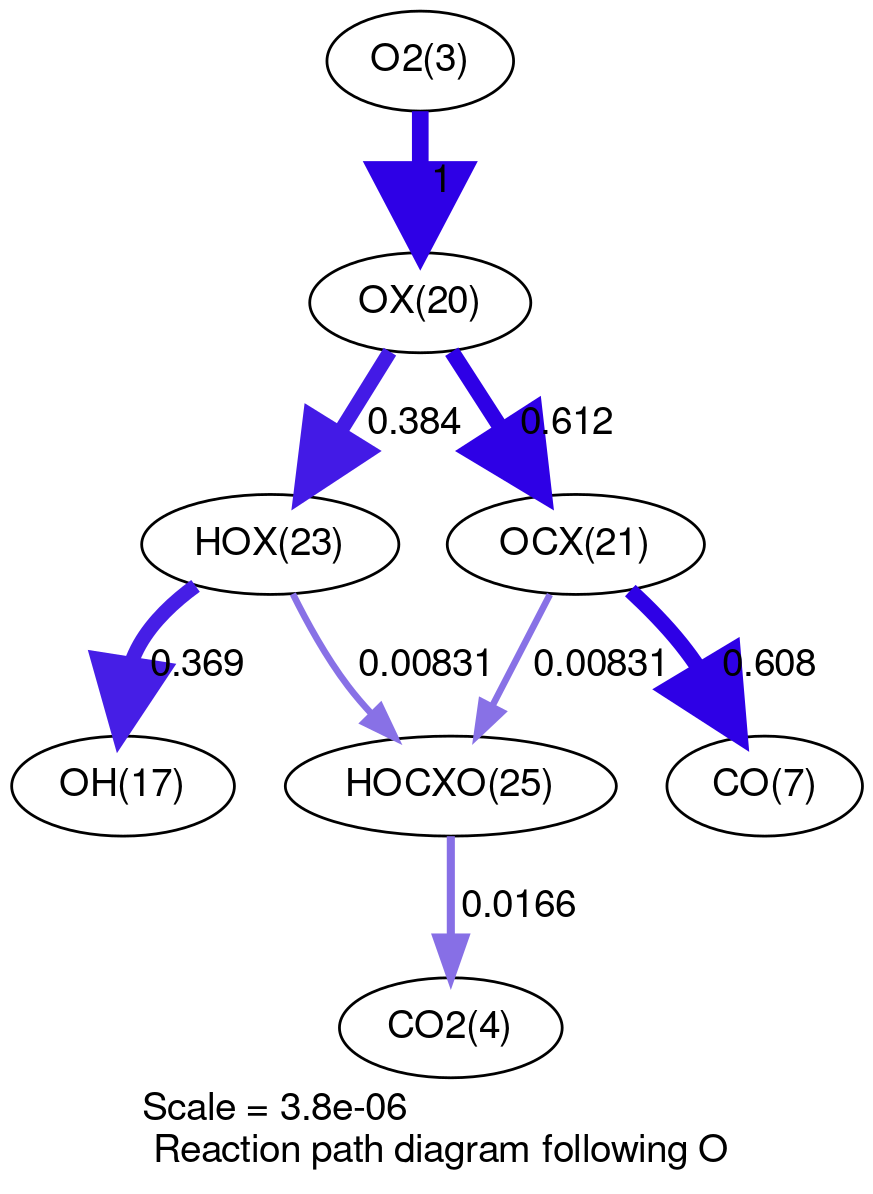 O2(3)
1
OX(20)
0.384
0.612
HOX(23)
OCX(21)
0.369
0.00831
0.00831
0.608
OH(17)
HOCXO(25)
CO(7)
0.0166
CO2(4)
Scale = 3.8e-06
Reaction path diagram following O